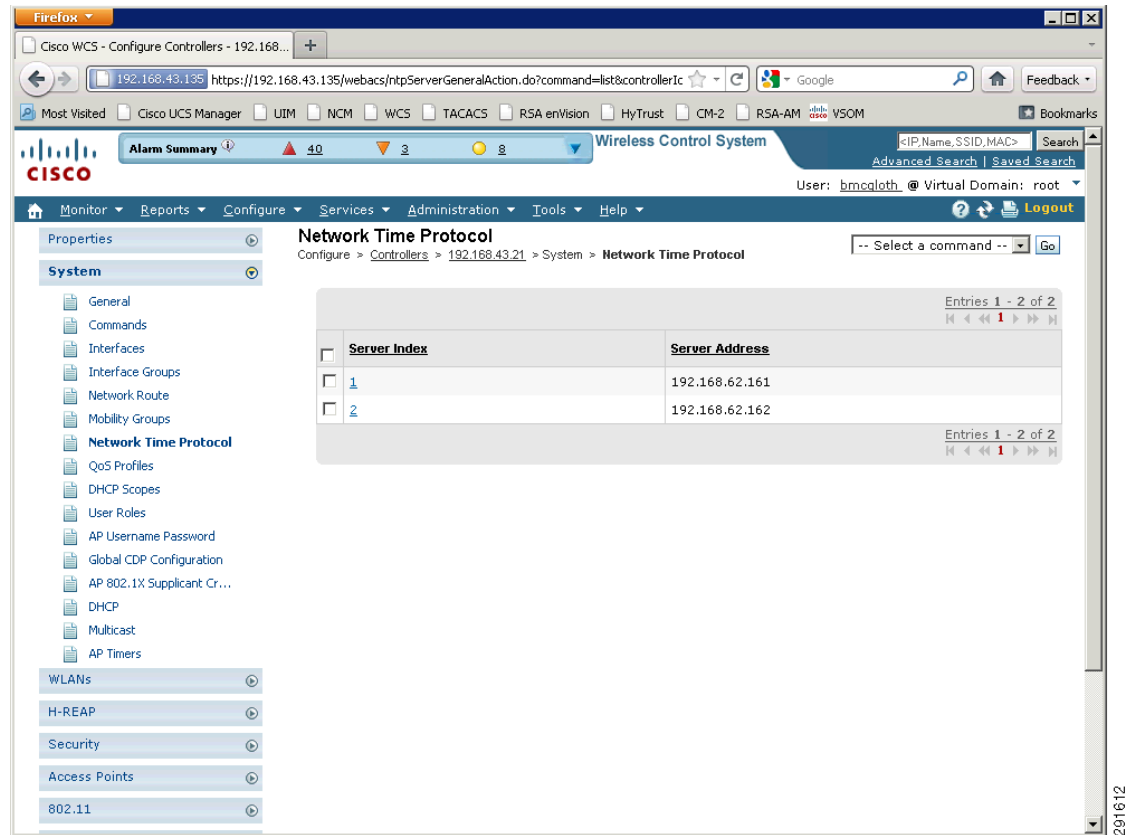 Firefox
Cisco WCS - Configure Controllers - 192.168...
192.168.43.135 https://192.168.43.135/webacs/ntpServerGeneralAction.do?command=list&controllerIc
Google
Feedback
Most Visited Cisco UCS Manager UIM NCM WCS TACACS RSA enVision HyTrust CM-2 RSA-AM VSOM Bookmarks
CISCO
Alarm Summary 40 3 8
Wireless Control System
<IP,Name,SSID,MAC> Search
Advanced Search | Saved Search
User: bmcgloth @ Virtual Domain: root
Monitor Reports Configure Services Administration Tools Help Logout
Properties
System
General
Commands
Interfaces
Interface Groups
Network Route
Mobility Groups
Network Time Protocol
QoS Profiles
DHCP Scopes
User Roles
AP Username Password
Global CDP Configuration
AP 802.1X Supplicant Cr...
DHCP
Multicast
AP Timers
WLANs
H-REAP
Security
Access Points
802.11
Network Time Protocol
Configure > Controllers > 192.168.43.21 > System > Network Time Protocol
-- Select a command -- Go
Entries 1 - 2 of 2
1
Server Index Server Address
1 192.168.62.161
2 192.168.62.162
Entries 1 - 2 of 2
1
291612